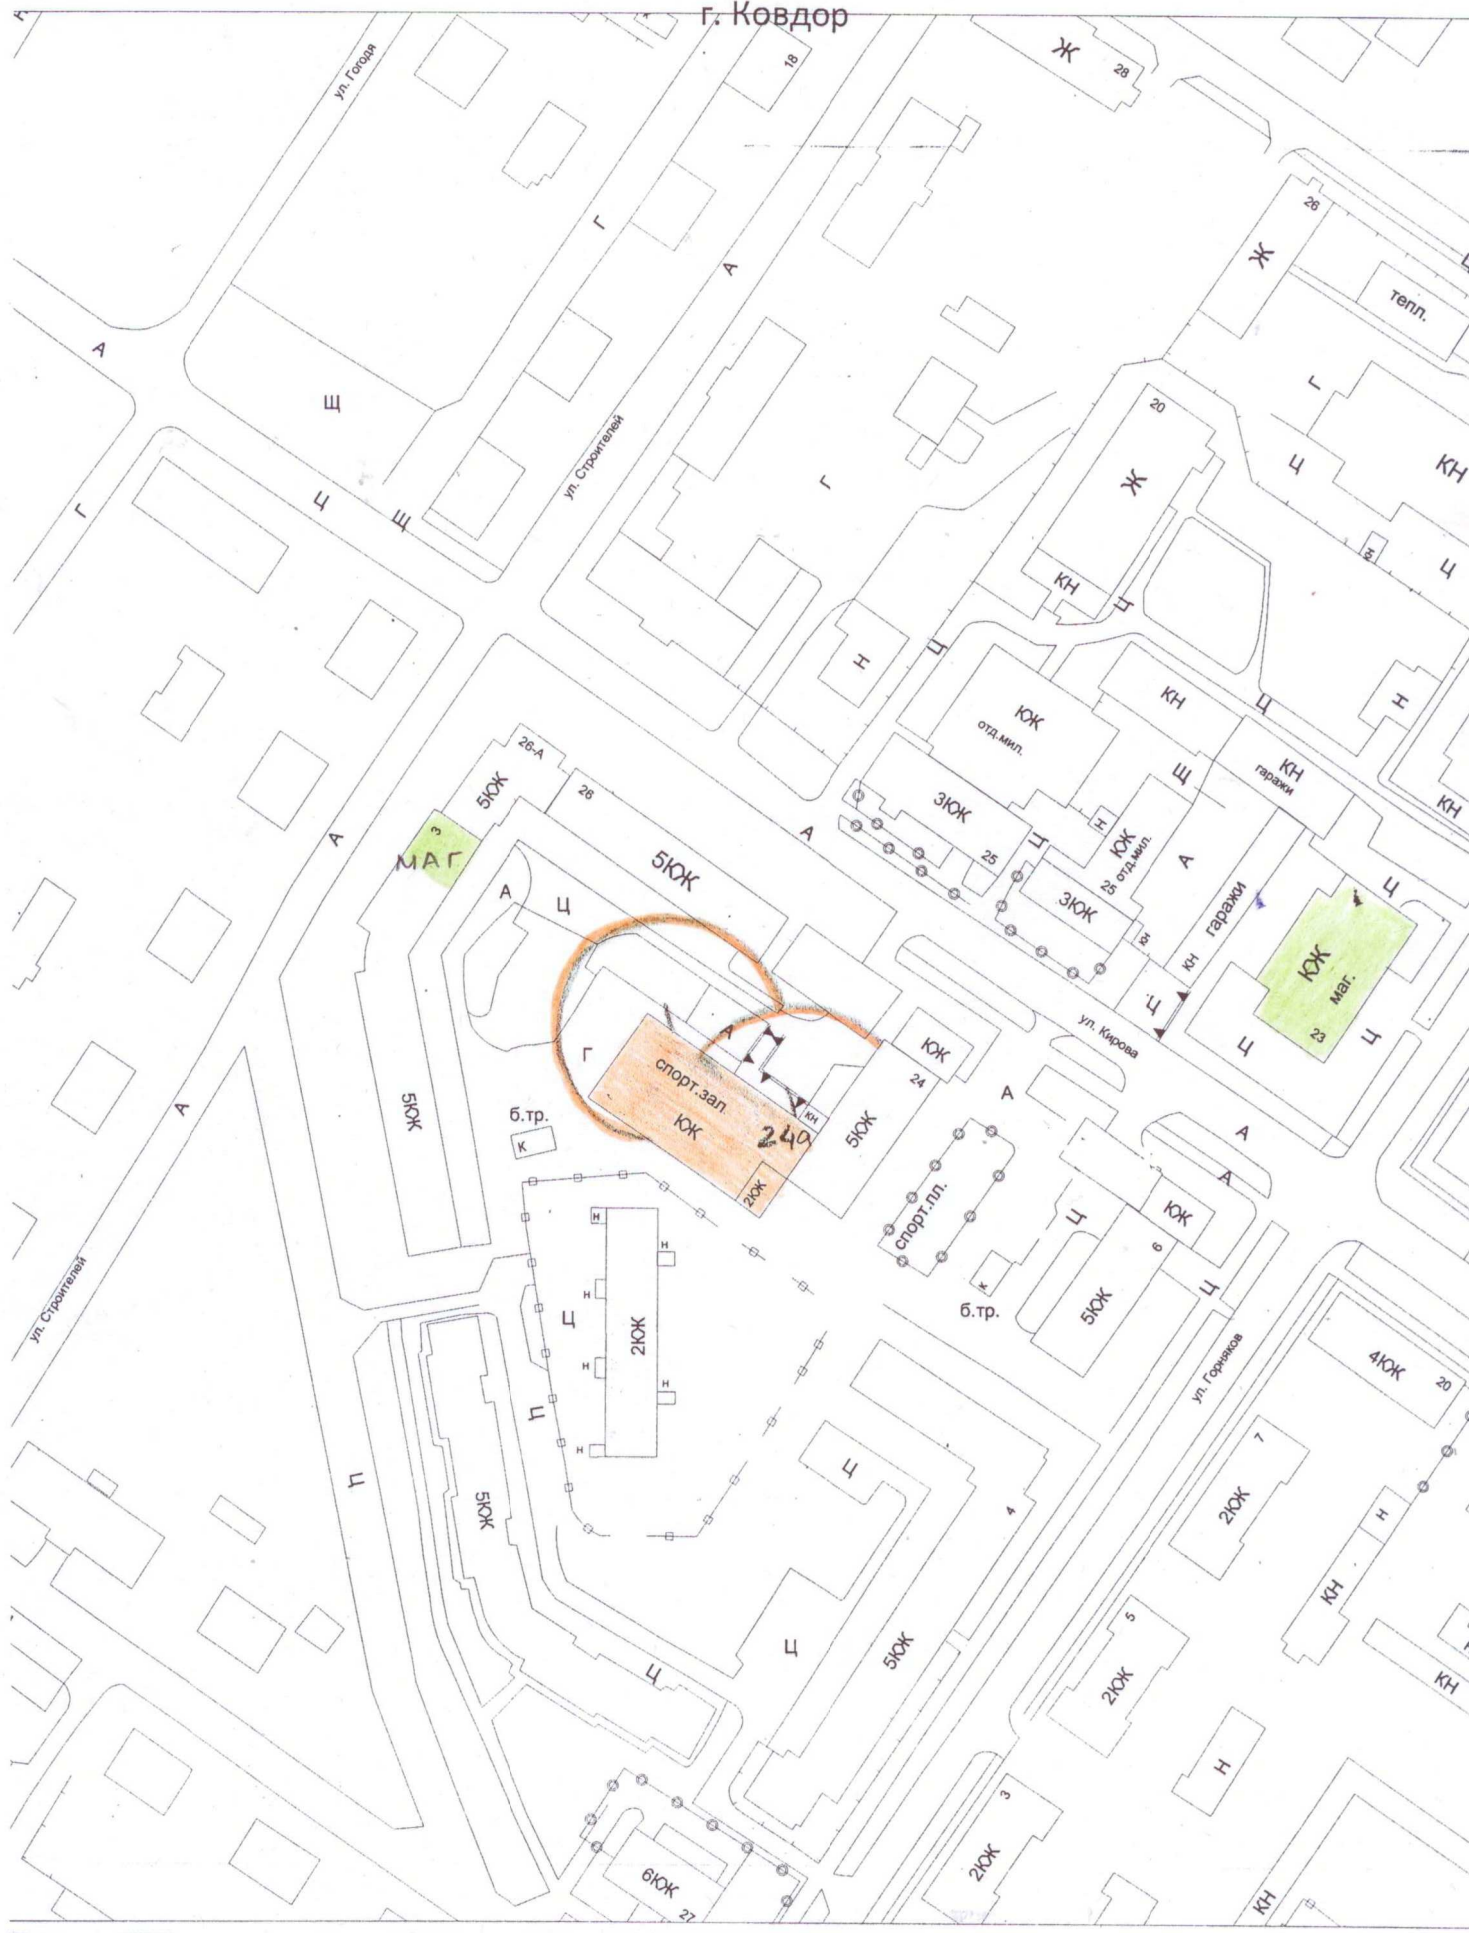 г. Ковдор
ул. Гоголя
18
Ж
28
26
Ж
тепл.
Г
А
Г
А
Щ
Г
Ц
Щ
ул. Строителей
Г
20
Ж
КН
Ц
Ц
КН
КН
Ц
Н
Ц
ЮЖ
отд.мил.
КН
Ц
Н
КН
гаражи
КН
Щ
26-А
5ЮЖ
26
3
МАГ
А
5ЮЖ
А
3ЮЖ
25
Ц
Н
ЮЖ
отд.мил.
25
3ЮЖ
КН
А
гаражи
КН
Ц
А
Ц
ЮЖ
маг.
23
Ц
Ц
Ц
ул. Кирова
Г
А
спорт.зал
ЮЖ
24а
КН
2ЮЖ
ЮЖ
24
5ЮЖ
А
А
А
5ЮЖ
б.тр.
К
А
спорт.пл.
К
б.тр.
Ц
ЮЖ
6
5ЮЖ
Ц
ул. Строителей
Н
Н
Н
Ц
2ЮЖ
Н
Н
Н
Ц
Ц
5ЮЖ
Ц
4
ул. Горняков
4ЮЖ
20
7
2ЮЖ
Н
КН
5
2ЮЖ
КН
Ц
5ЮЖ
Ц
Н
3
2ЮЖ
6ЮЖ
27
КН